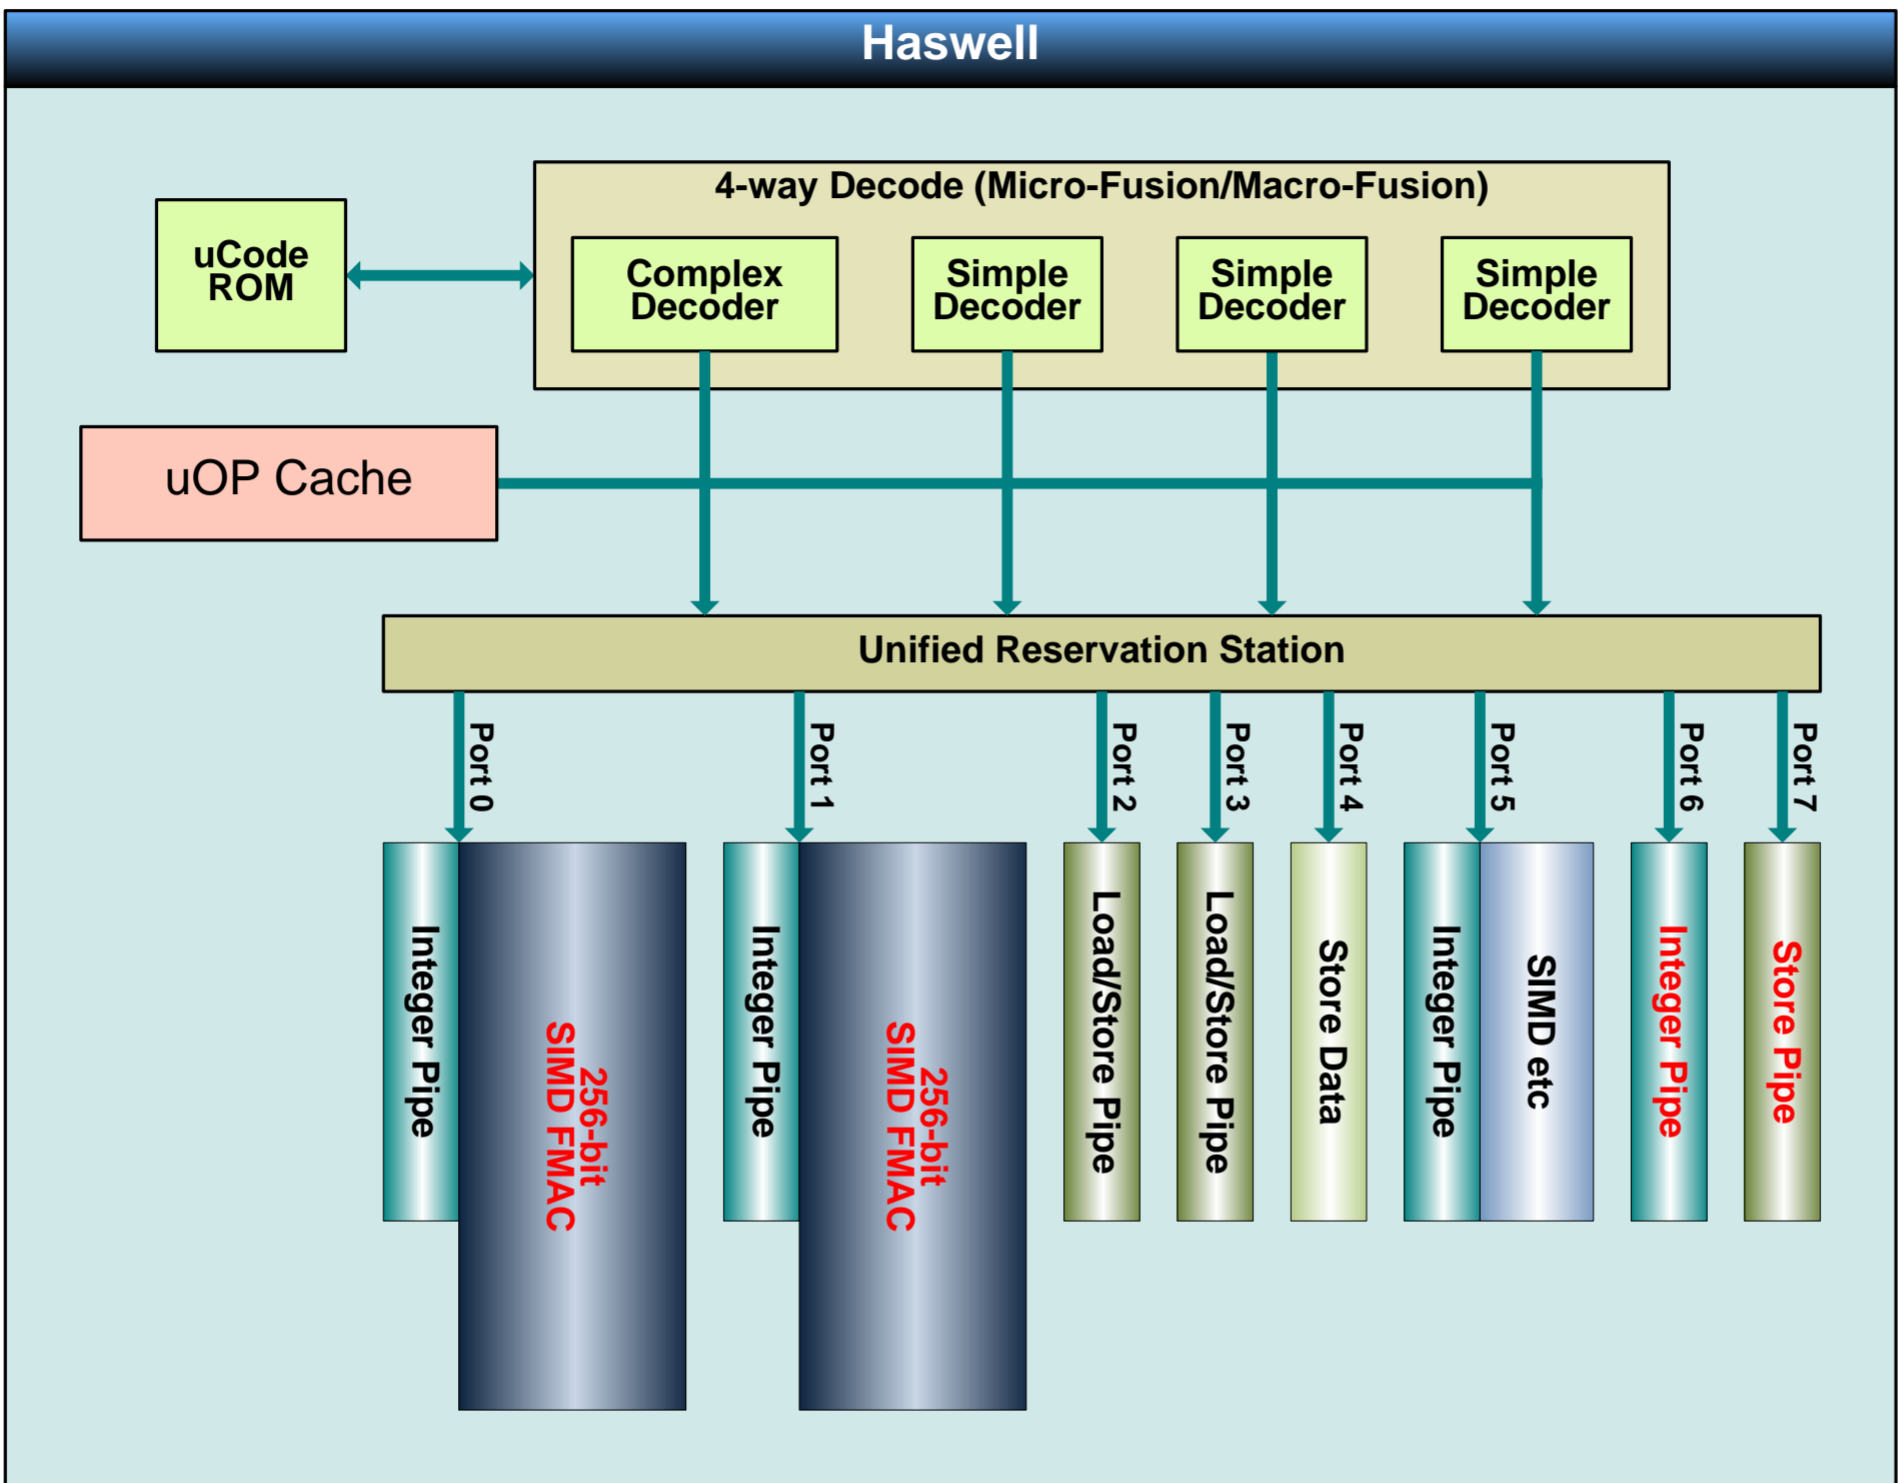 Haswell
4-way Decode (Micro-Fusion/Macro-Fusion)
uCode
ROM
Complex
Decoder
Simple
Decoder
Simple
Decoder
Simple
Decoder
uOP Cache
Unified Reservation Station
Port 0
Port 1
Port 2
Port 3
Port 4
Port 5
Port 6
Port 7
Integer Pipe
256-bit
SIMD FMAC
Integer Pipe
256-bit
SIMD FMAC
Load/Store Pipe
Load/Store Pipe
Store Data
Integer Pipe
SIMD etc
Integer Pipe
Store Pipe